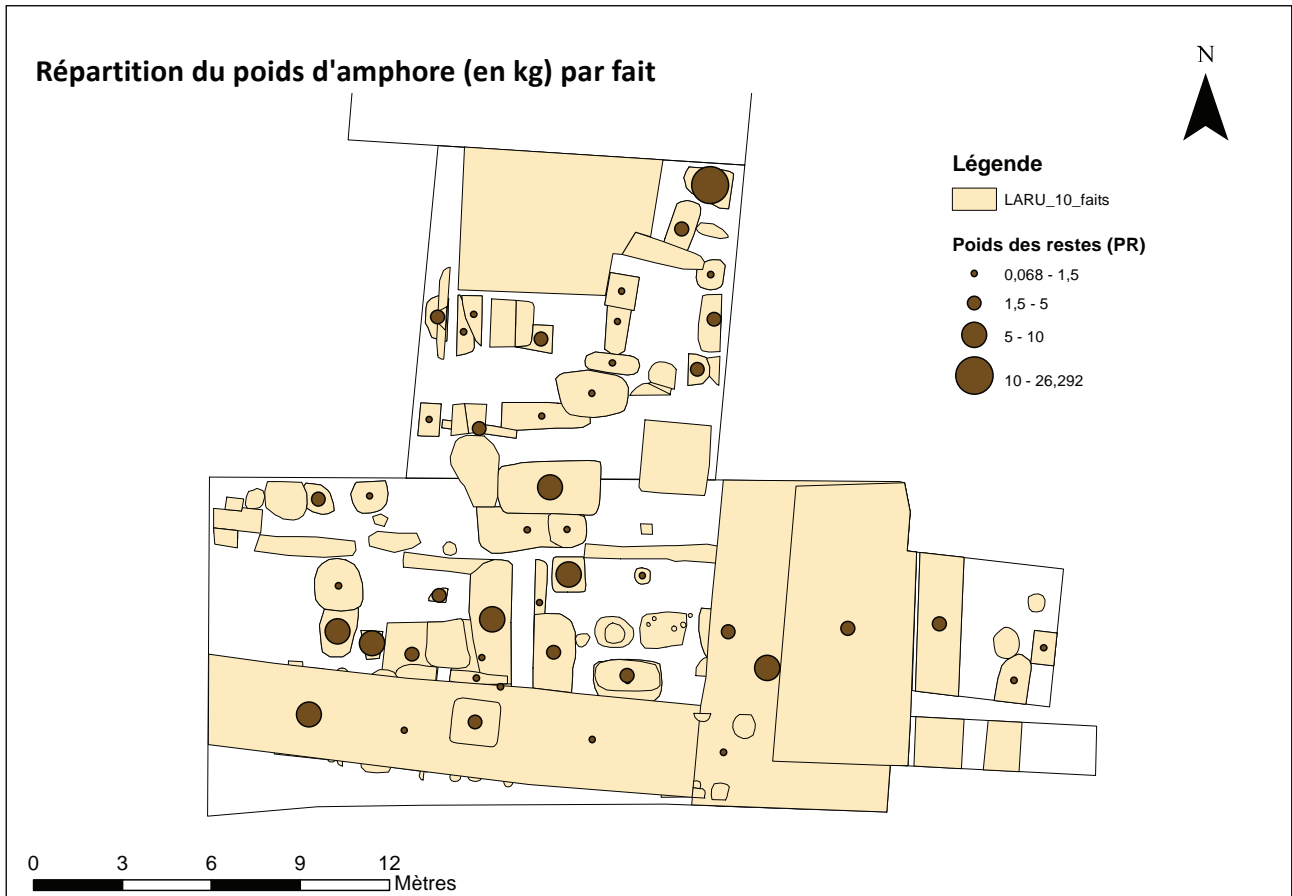 Répartition du poids d'amphore (en kg) par fait
N
Légende
LARU_10_faits
Poids des restes (PR)
0,068 - 1,5
1,5 - 5
5 - 10
10 - 26,292
0 3 6 9 12
Mètres